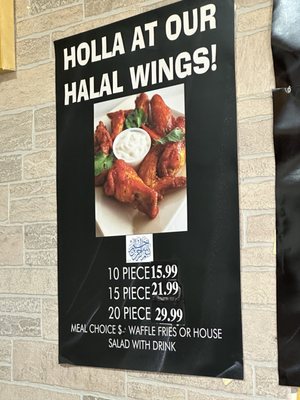 HOLLA AT OUR
HALAL WINGS!
10 PIECE 15.99
15 PIECE 21.99
20 PIECE 29.99
MEAL CHOICE $ WAFFLE FRIES OR HOUSE
SALAD WITH DRINK